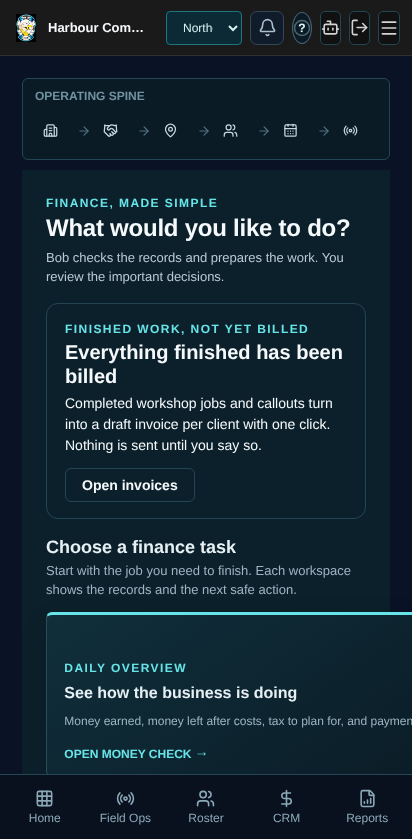 Harbour Com...
North
?
OPERATING SPINE
FINANCE, MADE SIMPLE
What would you like to do?
Bob checks the records and prepares the work. You
review the important decisions.
FINISHED WORK, NOT YET BILLED
Everything finished has been
billed
Completed workshop jobs and callouts turn
into a draft invoice per client with one click.
Nothing is sent until you say so.
Open invoices
Choose a finance task
Start with the job you need to finish. Each workspace
shows the records and the next safe action.
DAILY OVERVIEW
See how the business is doing
Money earned, money left after costs, tax to plan for, and paymen
OPEN MONEY CHECK →
Home
Field Ops
Roster
CRM
Reports